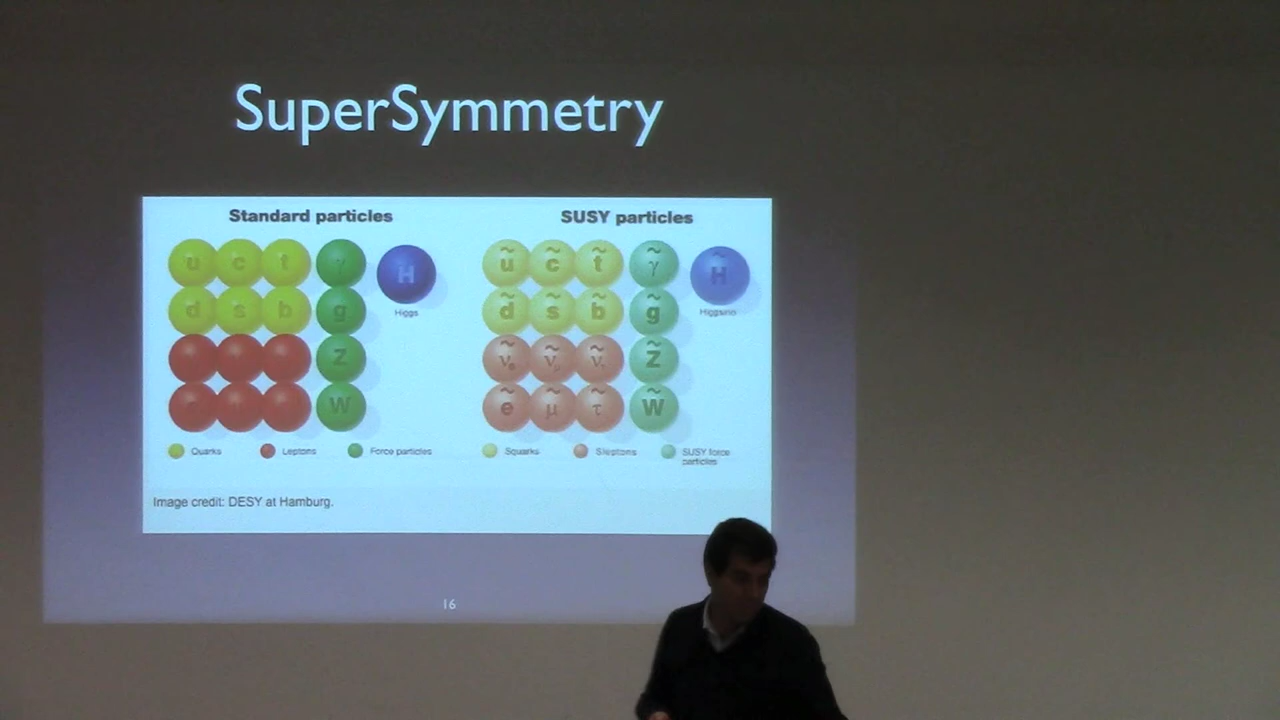 SuperSymmetry
Standard particles
SUSY particles
u c t γ H
d s b g
Higgs
Z
W
ũ c̃ t̃ γ̃ H̃
d̃ s̃ b̃ g̃
Higgsino
ν̃e ν̃μ ν̃τ Z̃
ẽ μ̃ τ̃ W̃
Quarks Leptons Force particles
Squarks Sleptons SUSY force
particles
Image credit: DESY at Hamburg.
16